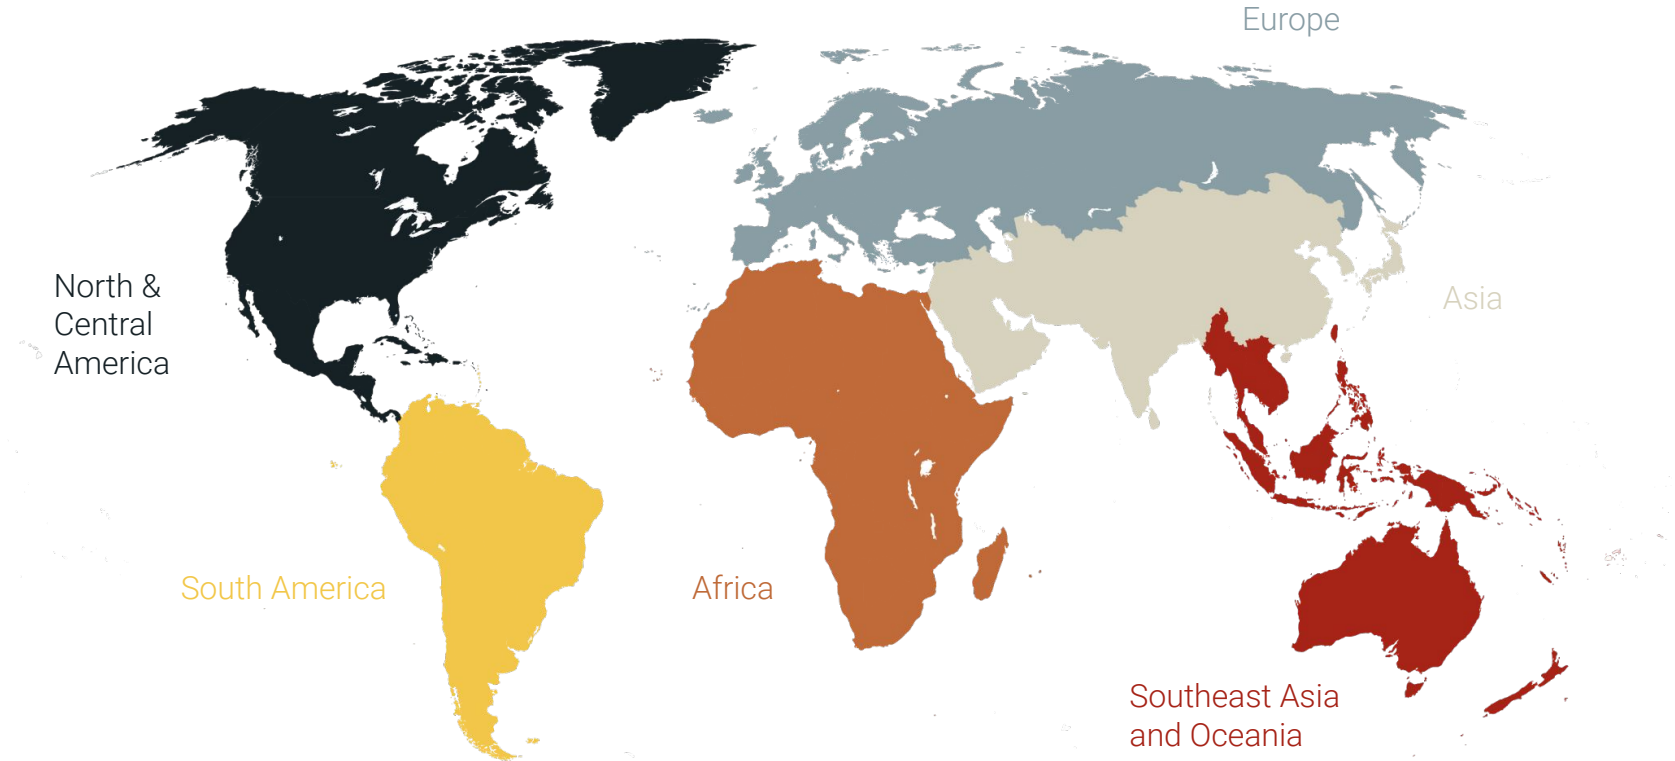 Europe
North &
Central
America
Asia
South America
Africa
Southeast Asia
and Oceania